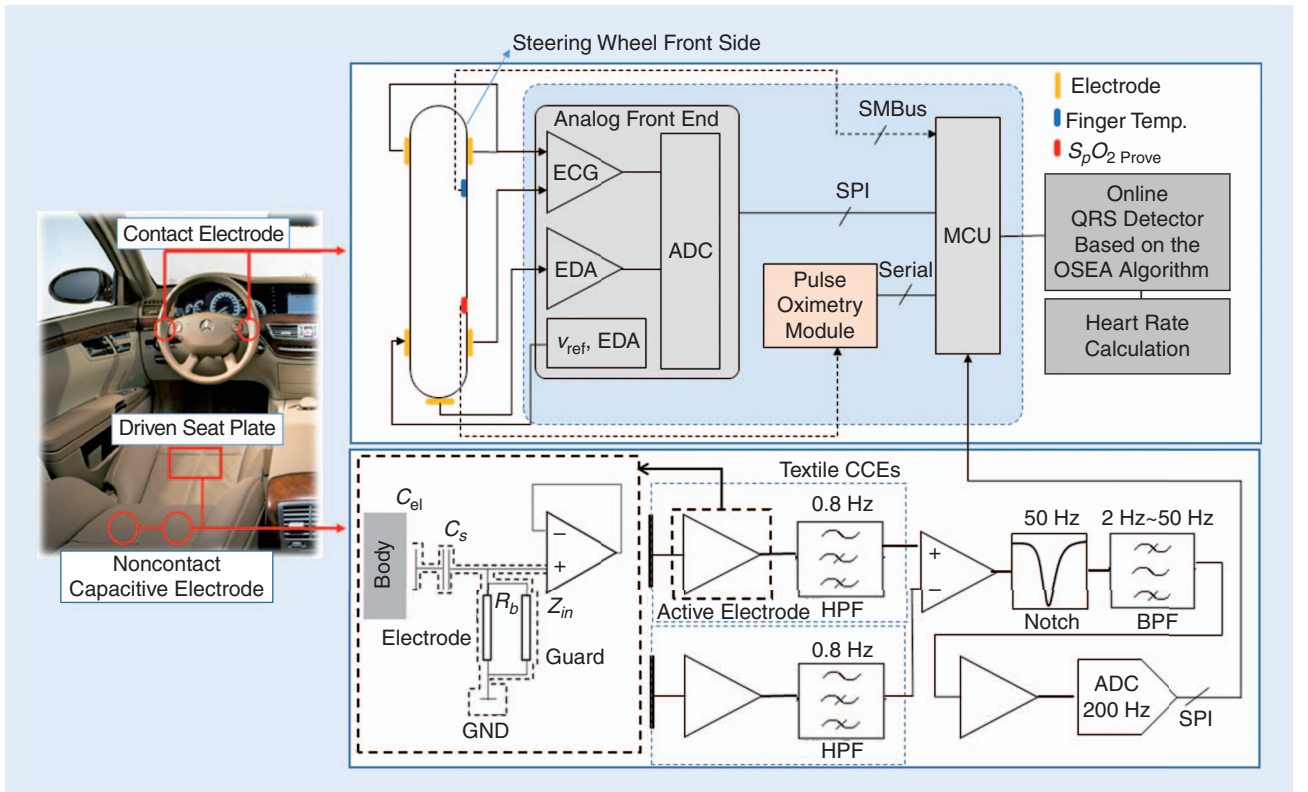 Steering Wheel Front Side
Electrode
Finger Temp.
SpO2 Prove
Analog Front End
ECG
EDA
ADC
vref, EDA
SMBus
SPI
Serial
MCU
Pulse
Oximetry
Module
Online
QRS Detector
Based on the
OSEA Algorithm
Heart Rate
Calculation
Contact Electrode
Driven Seat Plate
Noncontact
Capacitive Electrode
Cel
Body
Cs
Rb
−
+
Zin
Electrode
Guard
GND
Textile CCEs
0.8 Hz
Active Electrode
HPF
0.8 Hz
HPF
+
−
50 Hz
Notch
2 Hz~50 Hz
BPF
ADC
200 Hz
SPI